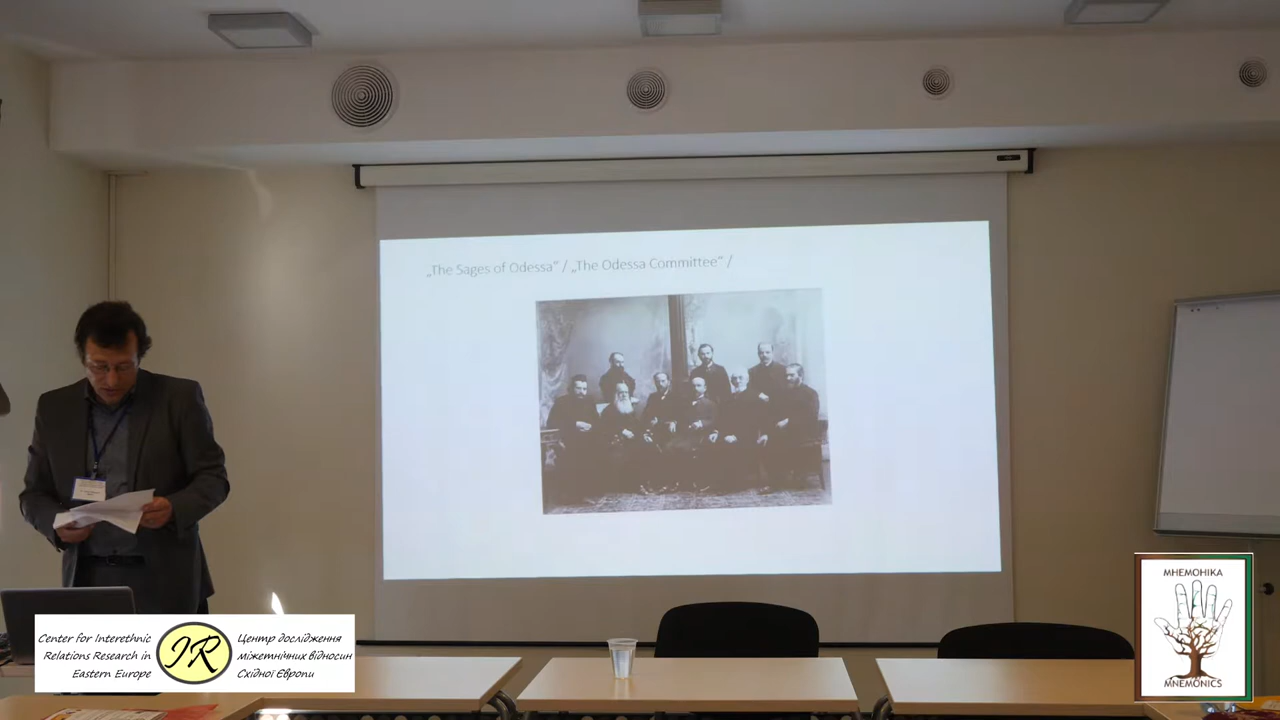 „The Sages of Odessa“ / „The Odessa Committee“ /
Center for Interethnic
Relations Research in
Eastern Europe
IR
Центр дослідження
міжетнічних відносин
Східної Європи
МНЕМОНІКА
MNEMONICS